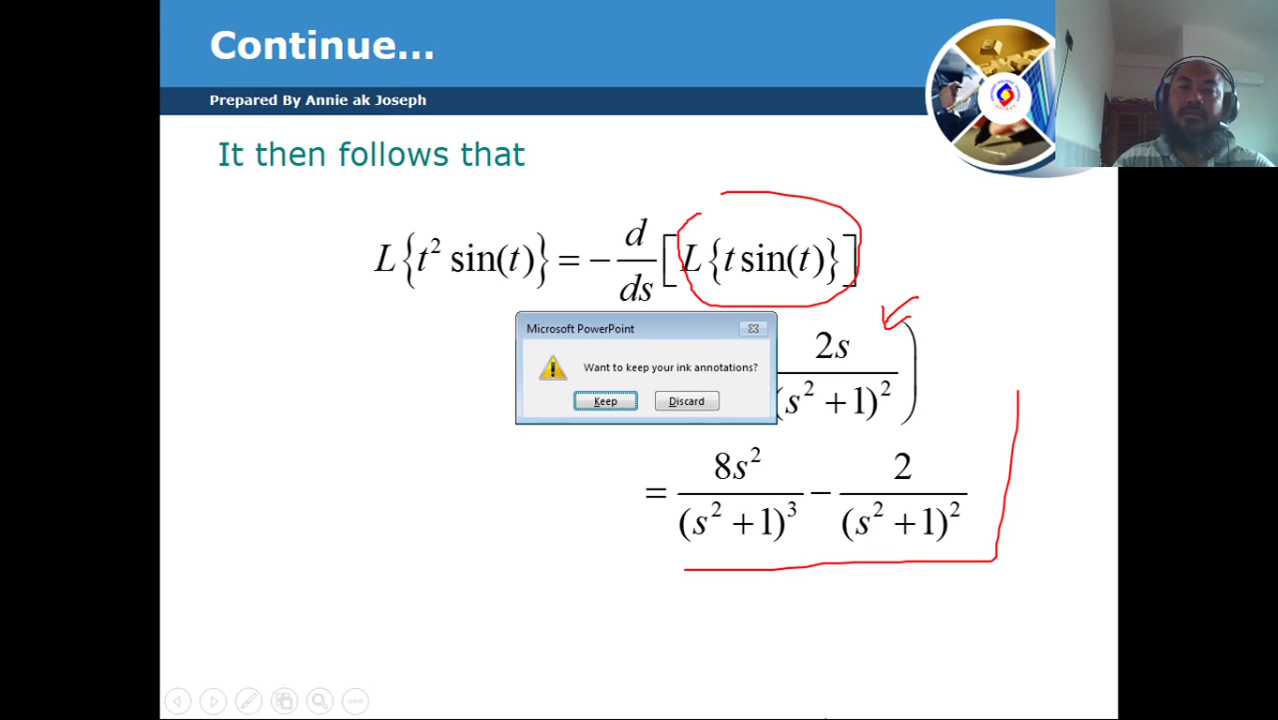 Continue...
Prepared By Annie ak Joseph
It then follows that
L{t² sin(t)} = − d/ds [L{t sin(t)}]
2s/(s² + 1)² )
= 8s²/(s² + 1)³ − 2/(s² + 1)²
Microsoft PowerPoint
Want to keep your ink annotations?
Keep Discard